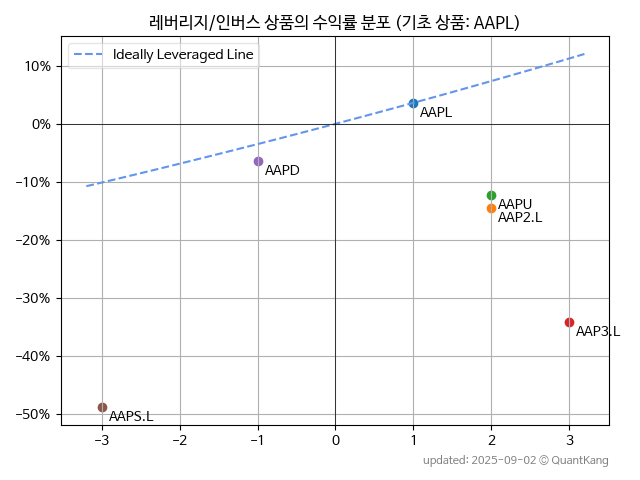 레버리지/인버스 상품의 수익률 분포 (기초 상품: AAPL)
Ideally Leveraged Line
10%
0%
−10%
−20%
−30%
−40%
−50%
AAPL
AAPD
AAPU
AAP2.L
AAP3.L
AAPS.L
−3 −2 −1 0 1 2 3
updated: 2025-09-02 © QuantKang